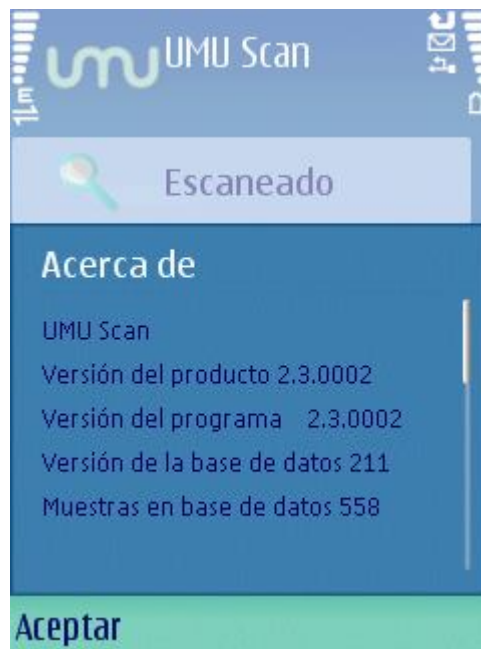 umu UMU Scan
Escaneado
Acerca de
UMU Scan
Versión del producto 2.3.0002
Versión del programa 2.3.0002
Versión de la base de datos 211
Muestras en base de datos 558
Aceptar